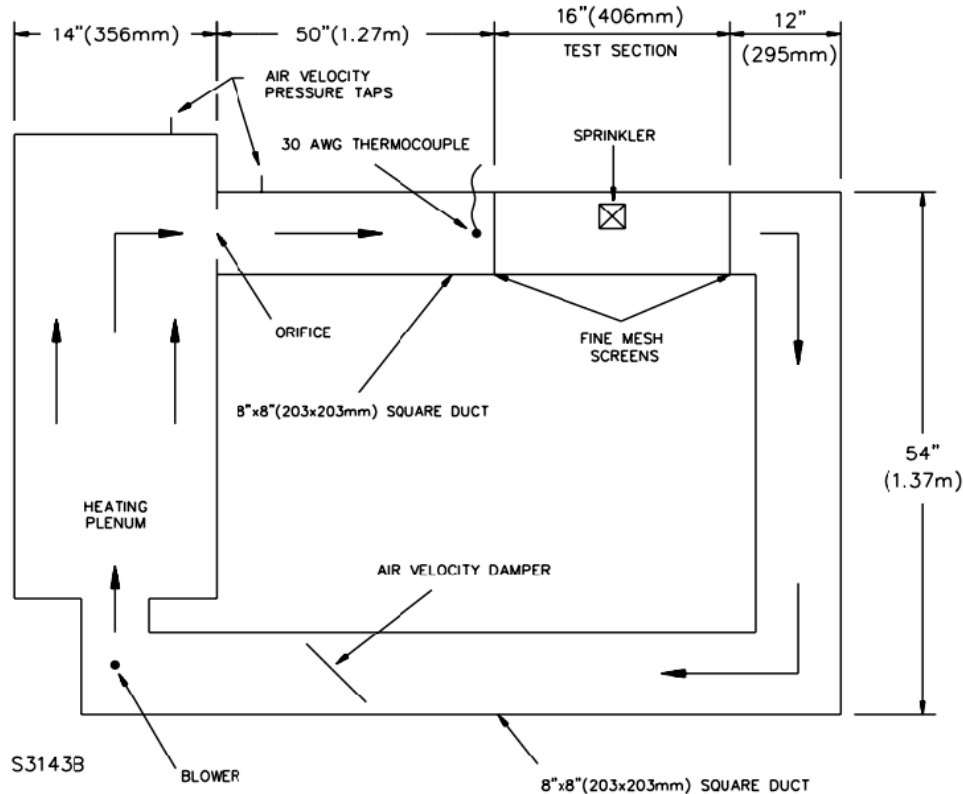 14"(356mm)
50"(1.27m)
16"(406mm)
12"
(295mm)
TEST SECTION
AIR VELOCITY
PRESSURE TAPS
30 AWG THERMOCOUPLE
SPRINKLER
ORIFICE
FINE MESH
SCREENS
8"x8"(203x203mm) SQUARE DUCT
54"
(1.37m)
HEATING
PLENUM
AIR VELOCITY DAMPER
S3143B
BLOWER
8"x8"(203x203mm) SQUARE DUCT